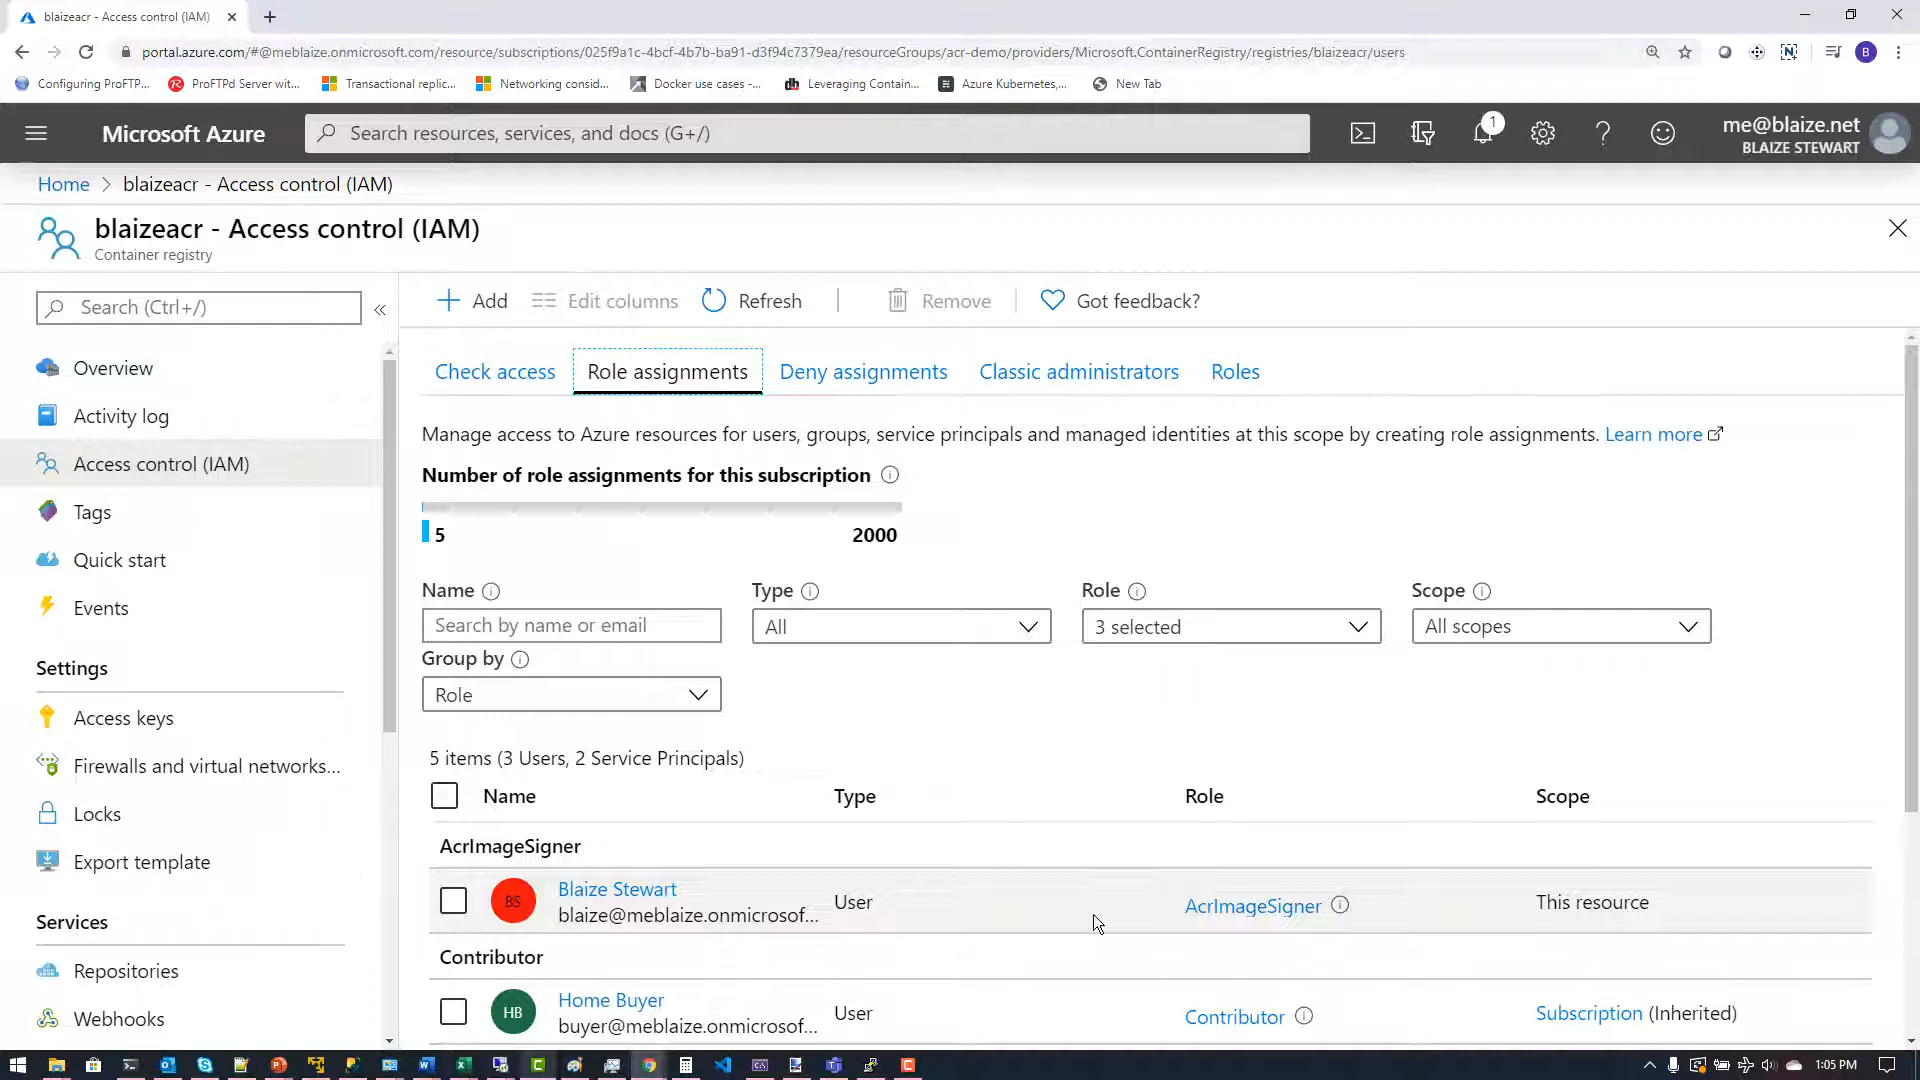 blaizeacr - Access control (IAM)
portal.azure.com/#@meblaize.onmicrosoft.com/resource/subscriptions/025f9a1c-4bcf-4b7b-ba91-d3f94c7379ea/resourceGroups/acr-demo/providers/Microsoft.ContainerRegistry/registries/blaizeacr/users
B
Configuring ProFTP... ProFTPd Server wit... Transactional replic... Networking consid... Docker use cases -... Leveraging Contain... Azure Kubernetes,... New Tab
Microsoft Azure
Search resources, services, and docs (G+/)
1
me@blaize.net
BLAIZE STEWART
Home > blaizeacr - Access control (IAM)
blaizeacr - Access control (IAM)
Container registry
Search (Ctrl+/)
«
Overview
Activity log
Access control (IAM)
Tags
Quick start
Events
Settings
Access keys
Firewalls and virtual networks...
Locks
Export template
Services
Repositories
Webhooks
Add Edit columns Refresh Remove Got feedback?
Check access Role assignments Deny assignments Classic administrators Roles
Manage access to Azure resources for users, groups, service principals and managed identities at this scope by creating role assignments. Learn more
Number of role assignments for this subscription
5 2000
Name Type Role Scope
Search by name or email All 3 selected All scopes
Group by
Role
5 items (3 Users, 2 Service Principals)
Name Type Role Scope
AcrImageSigner
BS Blaize Stewart User AcrImageSigner This resource
blaize@meblaize.onmicrosof...
Contributor
HB Home Buyer User Contributor Subscription (Inherited)
buyer@meblaize.onmicrosof...
1:05 PM